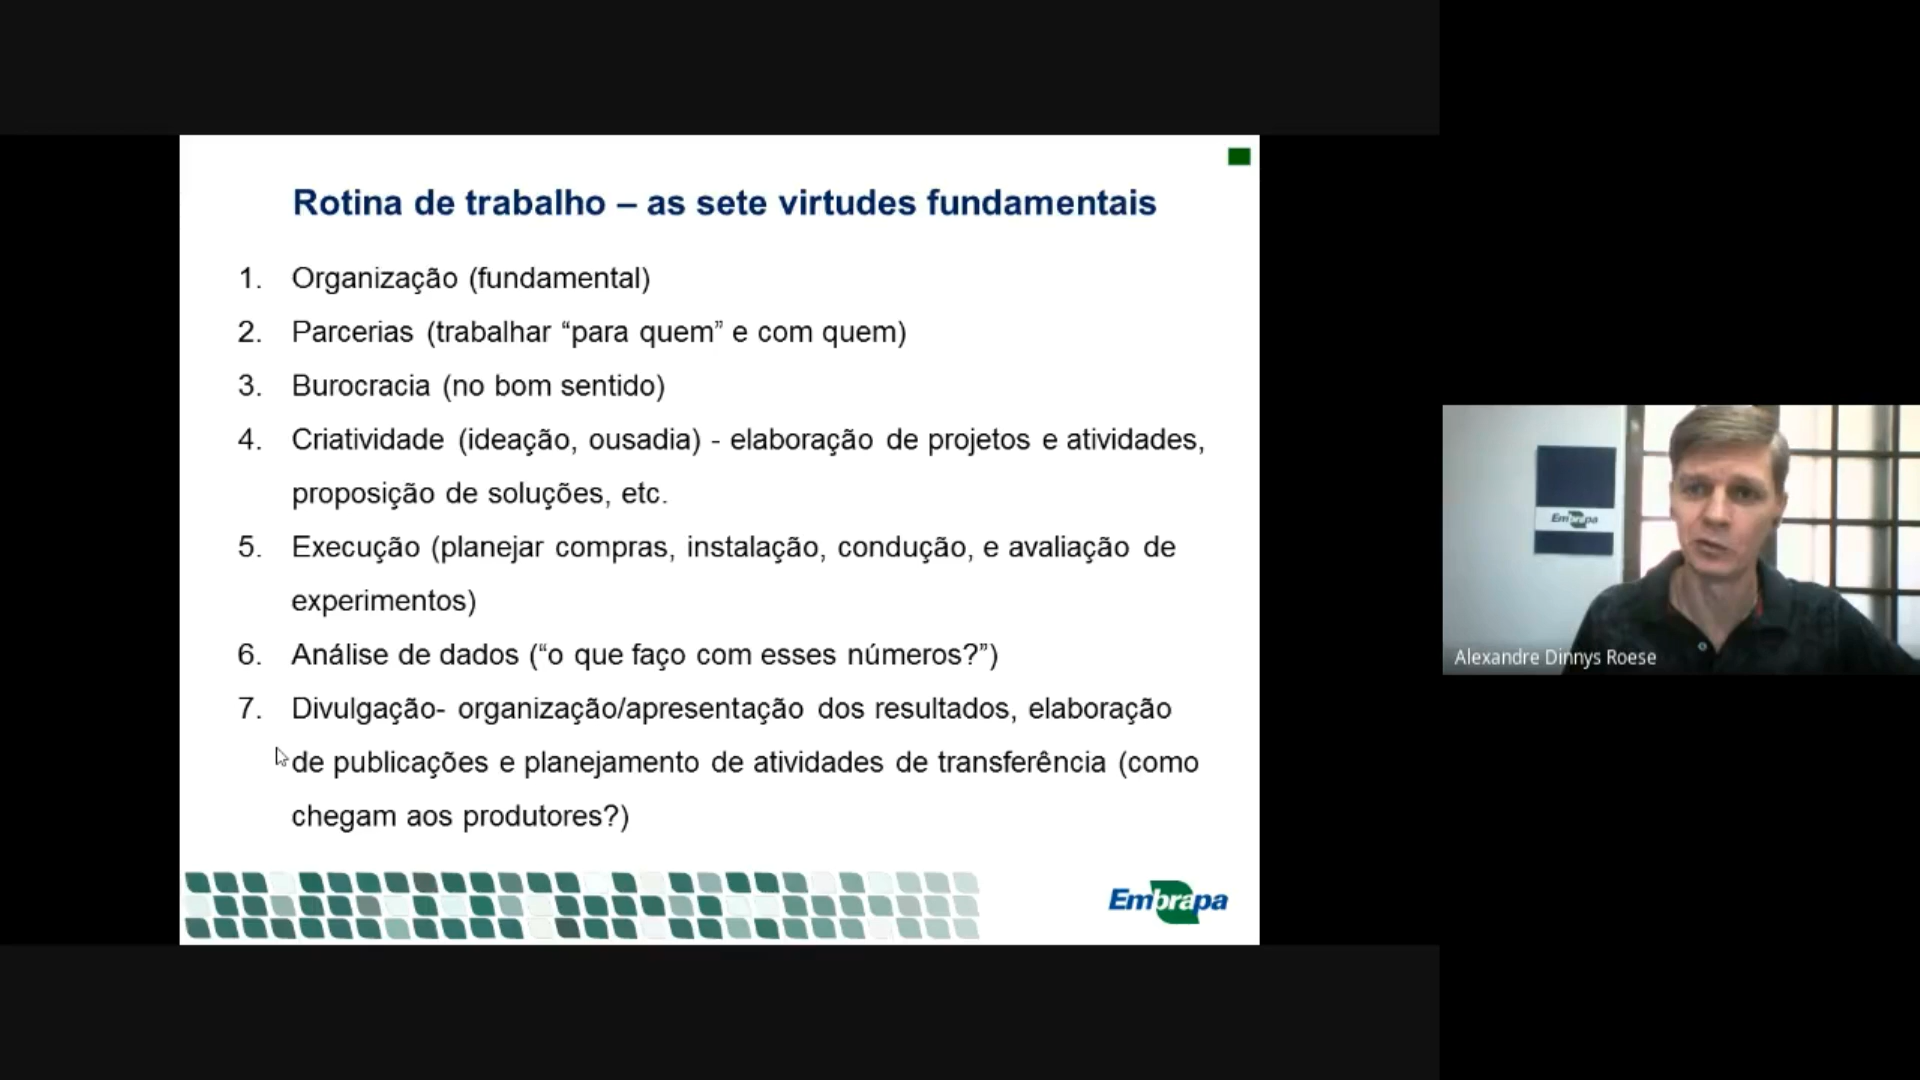 Rotina de trabalho – as sete virtudes fundamentais
1. Organização (fundamental)
2. Parcerias (trabalhar “para quem” e com quem)
3. Burocracia (no bom sentido)
4. Criatividade (ideação, ousadia) - elaboração de projetos e atividades,
proposição de soluções, etc.
5. Execução (planejar compras, instalação, condução, e avaliação de
experimentos)
6. Análise de dados (“o que faço com esses números?”)
7. Divulgação- organização/apresentação dos resultados, elaboração
de publicações e planejamento de atividades de transferência (como
chegam aos produtores?)
Embrapa
Embrapa
Alexandre Dinnys Roese